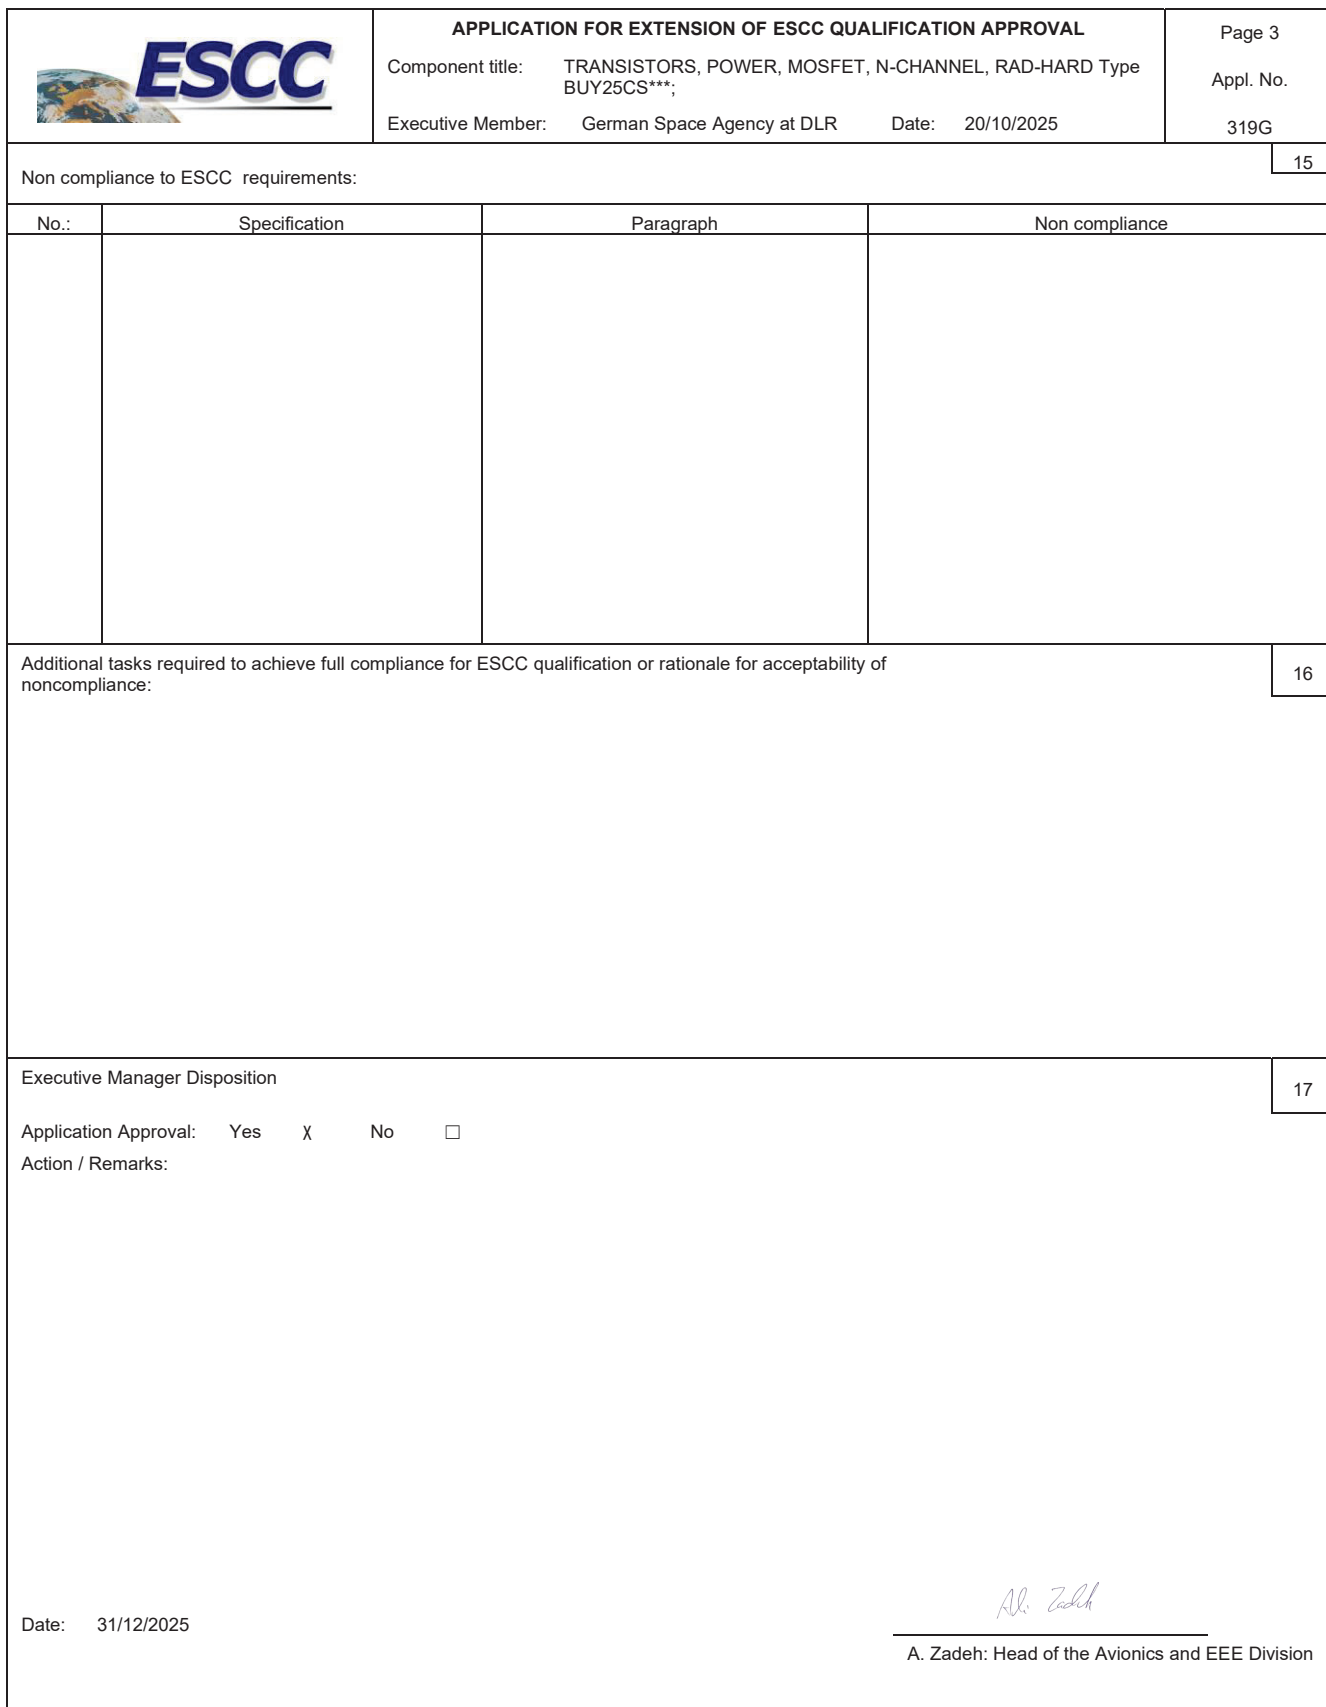 ESCC
APPLICATION FOR EXTENSION OF ESCC QUALIFICATION APPROVAL
Component title: TRANSISTORS, POWER, MOSFET, N-CHANNEL, RAD-HARD Type
BUY25CS***;
Executive Member: German Space Agency at DLR Date: 20/10/2025
Page 3
Appl. No.
319G
Non compliance to ESCC requirements:
15
No.: Specification Paragraph Non compliance
Additional tasks required to achieve full compliance for ESCC qualification or rationale for acceptability of
noncompliance:
16
Executive Manager Disposition
17
Application Approval: Yes X No ☐
Action / Remarks:
Ali Zadeh
Date: 31/12/2025
A. Zadeh: Head of the Avionics and EEE Division